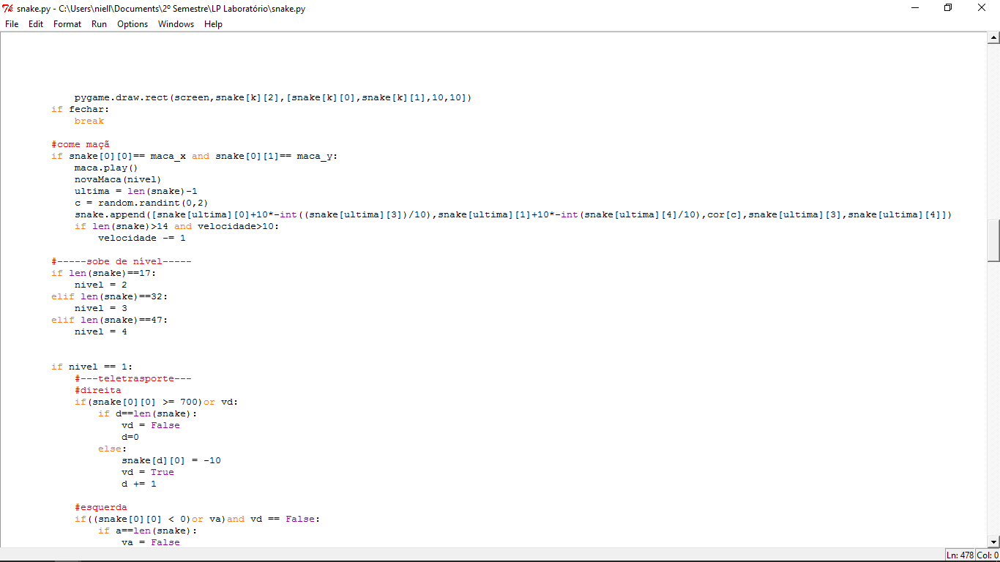 snake.py - C:\Users\niell\Documents\2º Semestre\LP Laboratório\snake.py
File Edit Format Run Options Windows Help
            pygame.draw.rect(screen,snake[k][2],[snake[k][0],snake[k][1],10,10])
        if fechar:
            break

        #come maçã
        if snake[0][0]== maca_x and snake[0][1]== maca_y:
            maca.play()
            novaMaca(nivel)
            ultima = len(snake)-1
            c = random.randint(0,2)
            snake.append([snake[ultima][0]+10*-int((snake[ultima][3])/10),snake[ultima][1]+10*-int(snake[ultima][4]/10),cor[c],snake[ultima][3],snake[ultima][4]])
            if len(snake)>14 and velocidade>10:
                velocidade -= 1

        #-----sobe de nível-----
        if len(snake)==17:
            nivel = 2
        elif len(snake)==32:
            nivel = 3
        elif len(snake)==47:
            nivel = 4

        if nivel == 1:
            #---teletrasporte---
            #direita
            if(snake[0][0] >= 700)or vd:
                if d==len(snake):
                    vd = False
                    d=0
                else:
                    snake[d][0] = -10
                    vd = True
                    d += 1

            #esquerda
            if((snake[0][0] < 0)or va)and vd == False:
                if a==len(snake):
                    va = False
Ln: 478 Col: 0